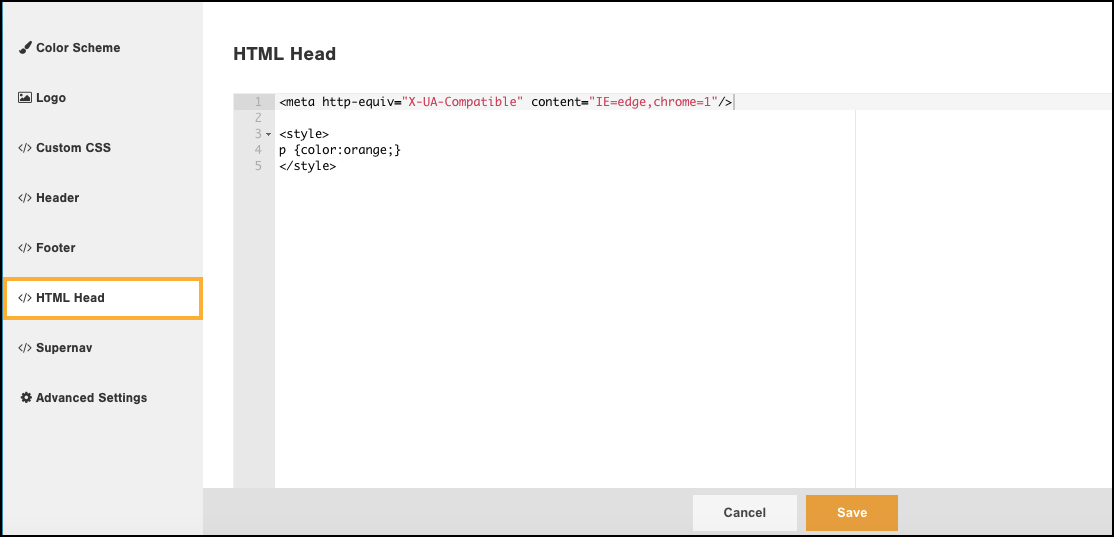 Color Scheme
Logo
</> Custom CSS
</> Header
</> Footer
</> HTML Head
</> Supernav
Advanced Settings
HTML Head
1 <meta http-equiv="X-UA-Compatible" content="IE=edge,chrome=1"/>
2
3 <style>
4 p {color:orange;}
5 </style>
Cancel
Save